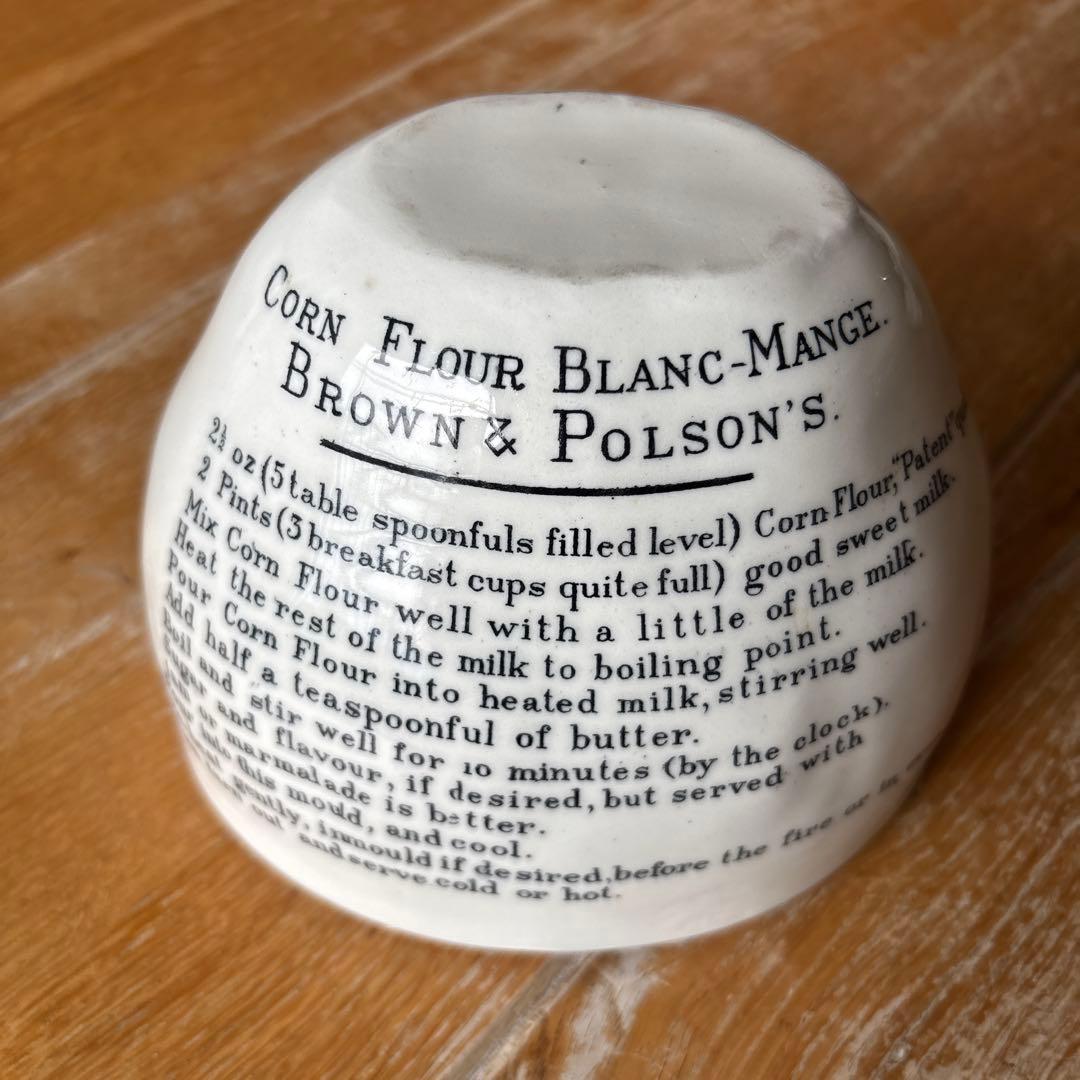 CORN FLOUR BLANC-MANGE.
BROWN & POLSON'S.
2½ oz (5 table spoonfuls filled level) Corn Flour, "Patent"
2 Pints (3 breakfast cups quite full) good sweet milk.
Mix Corn Flour well with a little of the milk.
Heat the rest of the milk to boiling point.
Pour Corn Flour into heated milk, stirring well.
Add half a teaspoonful of butter.
Boil and stir well for 10 minutes (by the clock).
Sugar and flavour, if desired, but served with
or marmalade is better.
this mould, and cool.
gently, inmould if desired, before the fire or in
out and serve cold or hot.